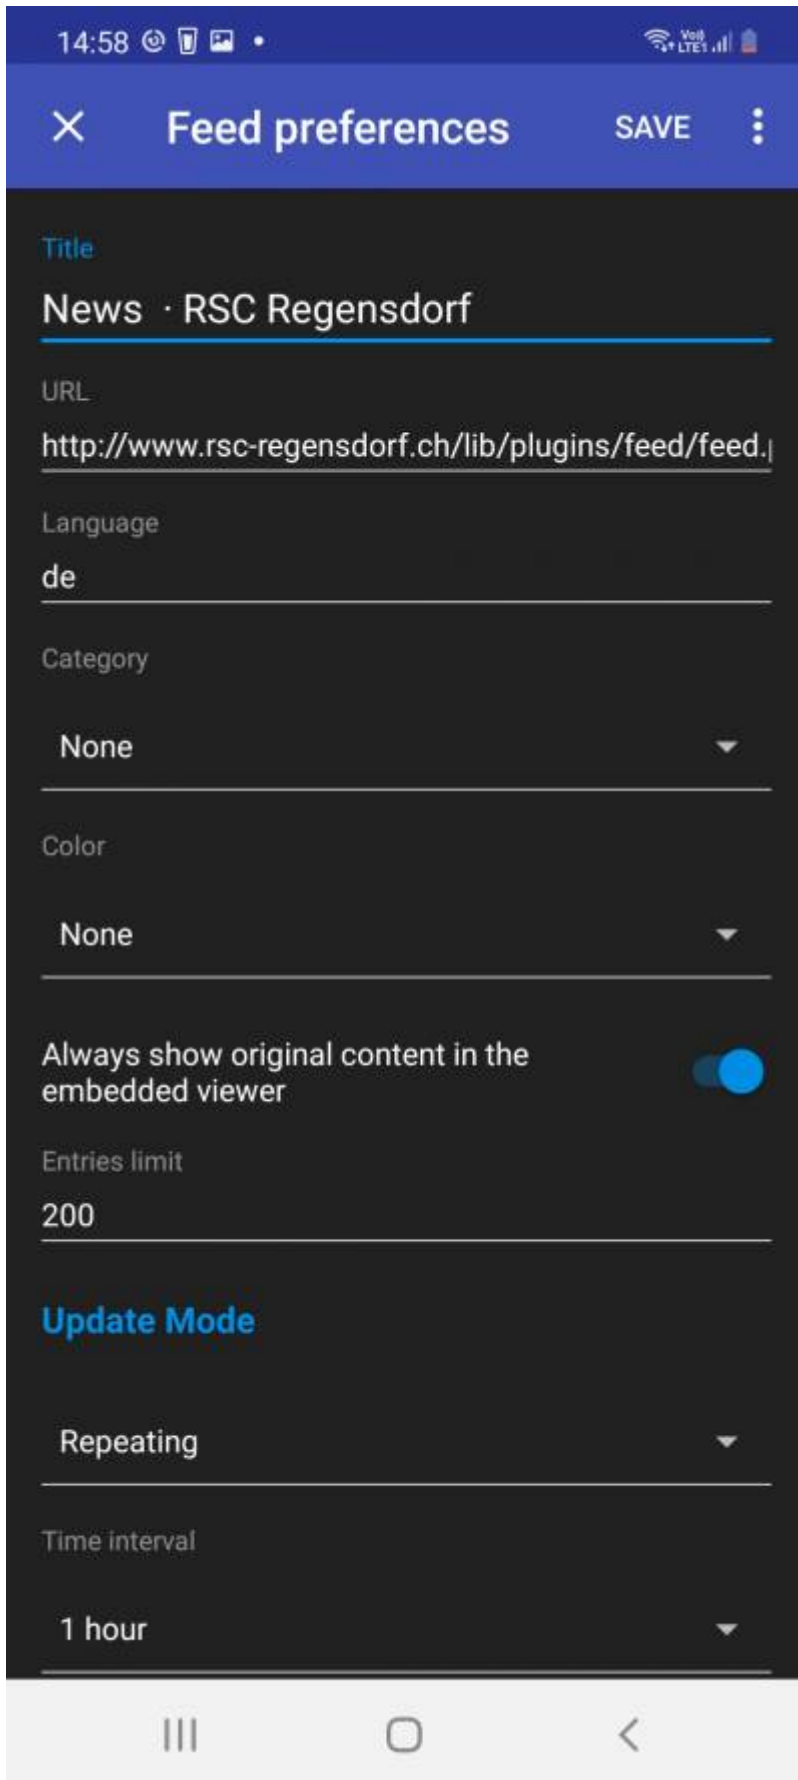 14:58
Feed preferences SAVE
Title
News · RSC Regensdorf
URL
http://www.rsc-regensdorf.ch/lib/plugins/feed/feed.
Language
de
Category
None
Color
None
Always show original content in the
embedded viewer
Entries limit
200
Update Mode
Repeating
Time interval
1 hour